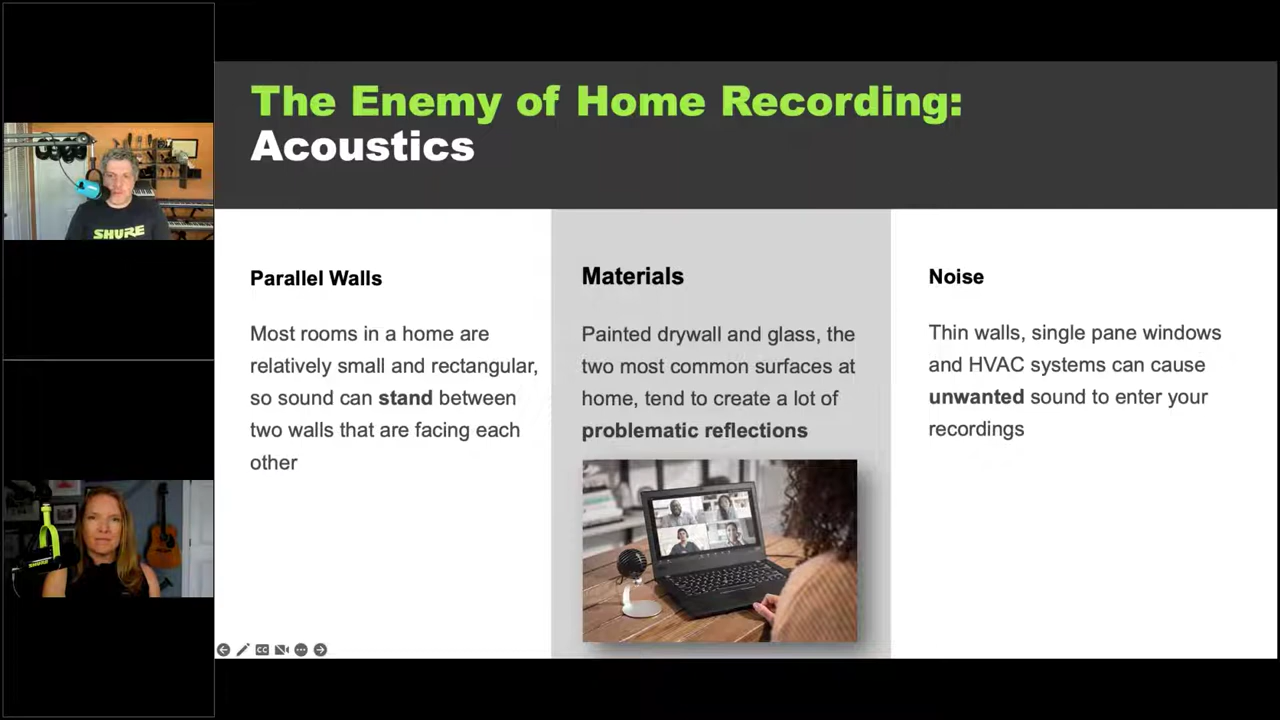 The Enemy of Home Recording:
Acoustics
Parallel Walls
Most rooms in a home are
relatively small and rectangular,
so sound can stand between
two walls that are facing each
other
Materials
Painted drywall and glass, the
two most common surfaces at
home, tend to create a lot of
problematic reflections
Noise
Thin walls, single pane windows
and HVAC systems can cause
unwanted sound to enter your
recordings
SHURE
SHURE
CC